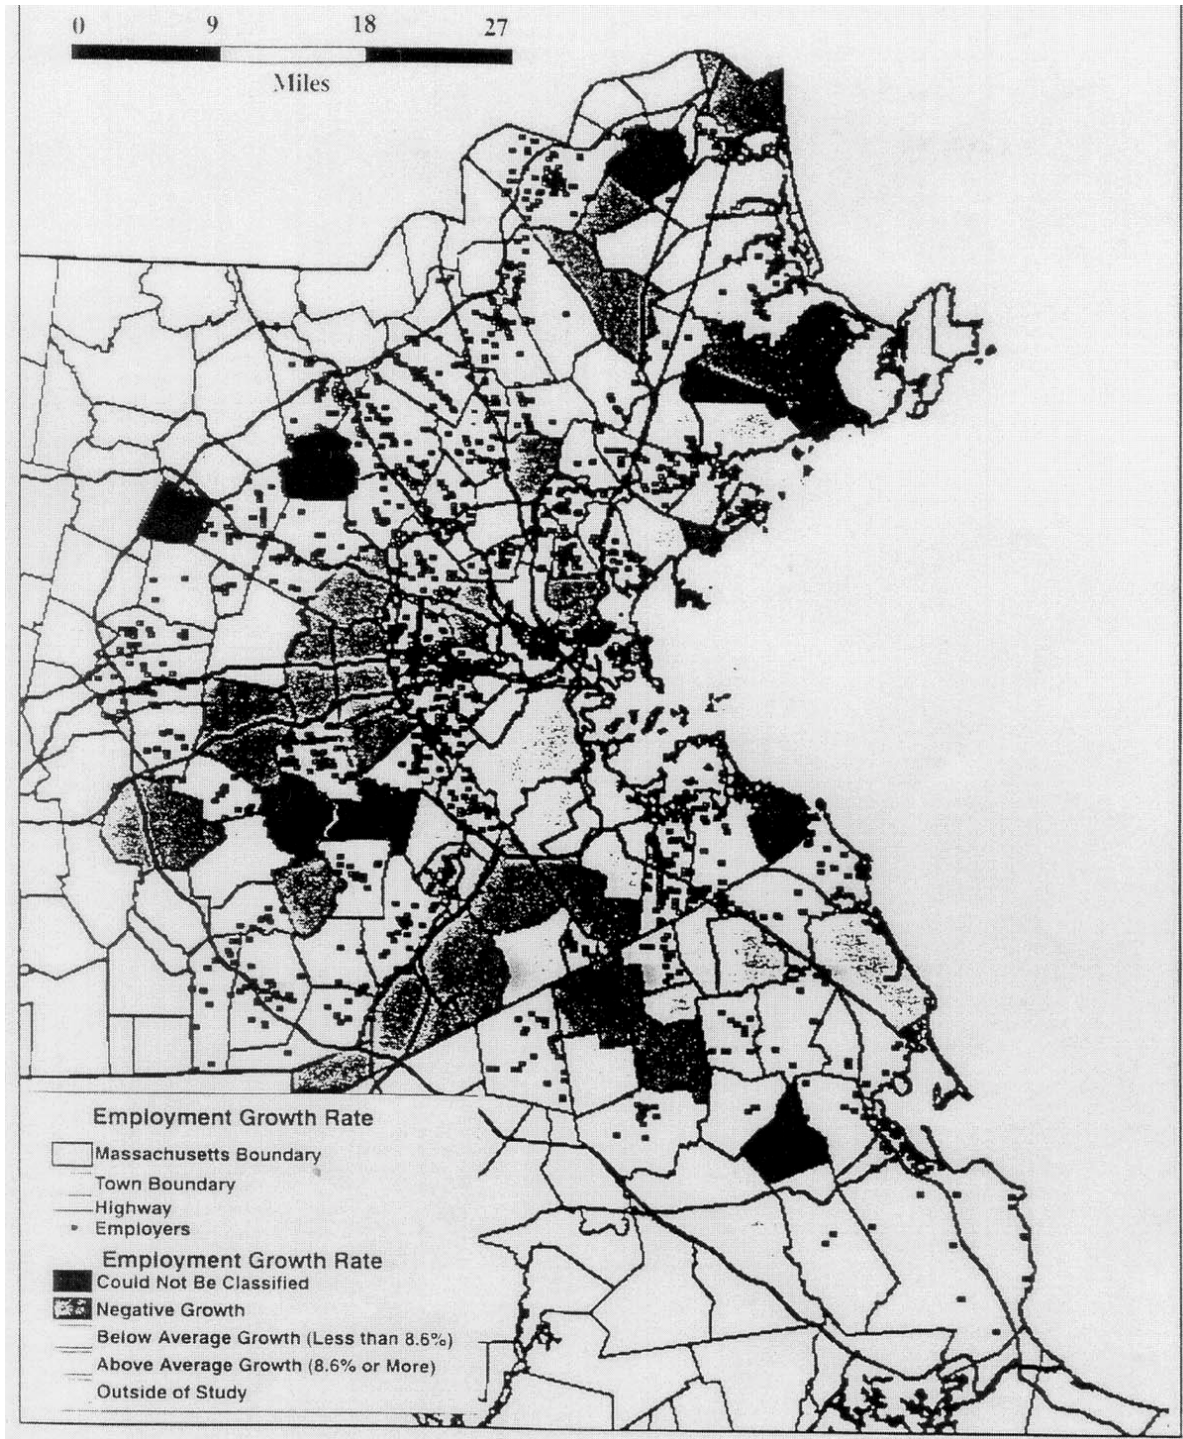 0 9 18 27
Miles
Employment Growth Rate
Massachusetts Boundary
Town Boundary
Highway
Employers
Employment Growth Rate
Could Not Be Classified
Negative Growth
Below Average Growth (Less than 8.6%)
Above Average Growth (8.6% or More)
Outside of Study